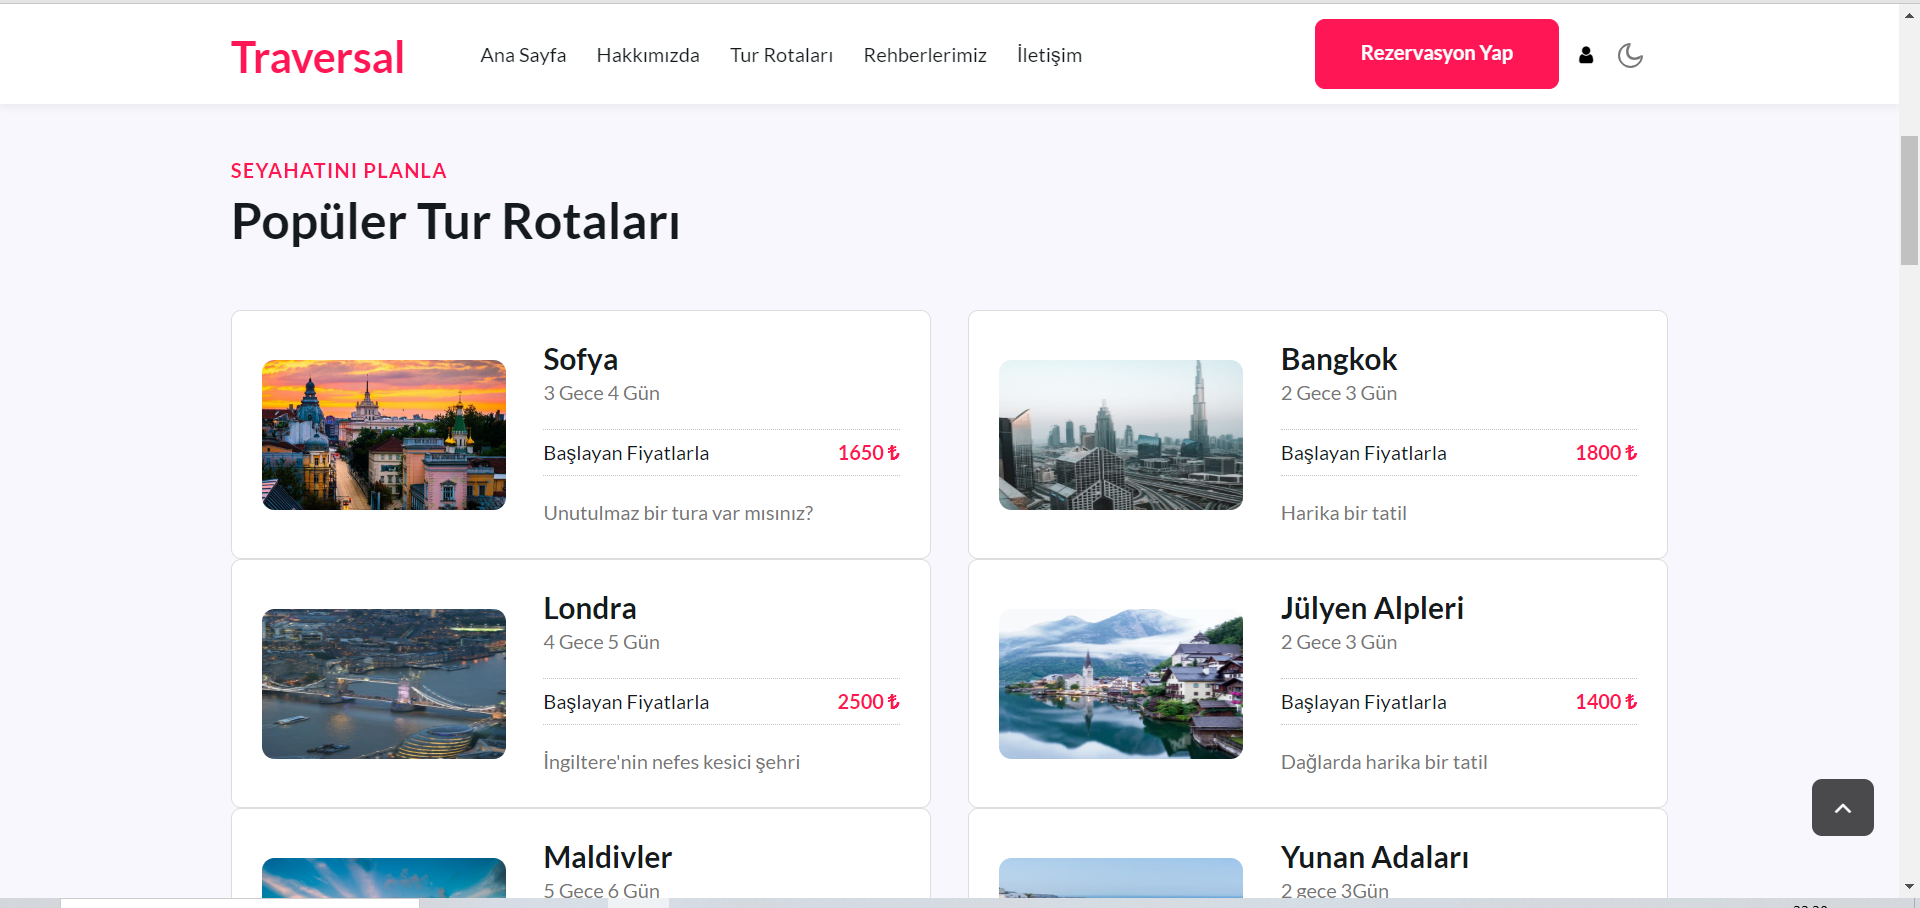 Traversal
Ana Sayfa Hakkımızda Tur Rotaları Rehberlerimiz İletişim
Rezervasyon Yap
SEYAHATINI PLANLA
Popüler Tur Rotaları
Sofya
3 Gece 4 Gün
Başlayan Fiyatlarla 1650 ₺
Unutulmaz bir tura var mısınız?
Bangkok
2 Gece 3 Gün
Başlayan Fiyatlarla 1800 ₺
Harika bir tatil
Londra
4 Gece 5 Gün
Başlayan Fiyatlarla 2500 ₺
İngiltere'nin nefes kesici şehri
Jülyen Alpleri
2 Gece 3 Gün
Başlayan Fiyatlarla 1400 ₺
Dağlarda harika bir tatil
Maldivler
5 Gece 6 Gün
Yunan Adaları
2 gece 3Gün